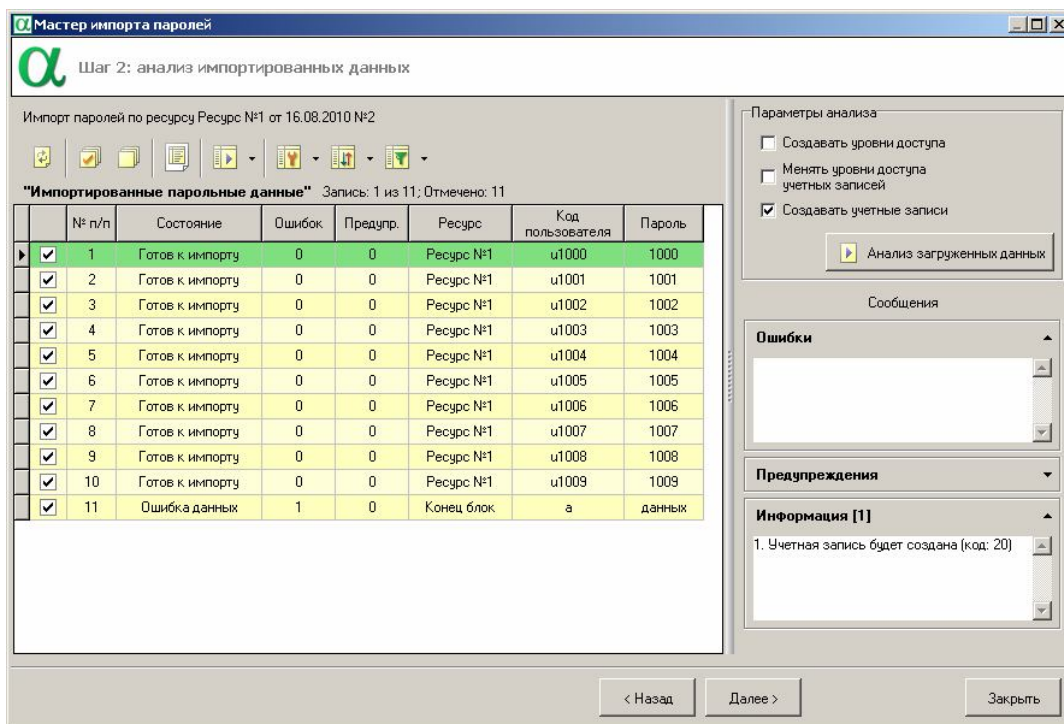 Мастер импорта паролей
Шаг 2: анализ импортированных данных
Импорт паролей по ресурсу Ресурс №1 от 16.08.2010 №2
"Импортированные парольные данные" Запись: 1 из 11; Отмечено: 11
№ п/п Состояние Ошибок Предупр. Ресурс Код пользователя Пароль
1 Готов к импорту 0 0 Ресурс №1 u1000 1000
2 Готов к импорту 0 0 Ресурс №1 u1001 1001
3 Готов к импорту 0 0 Ресурс №1 u1002 1002
4 Готов к импорту 0 0 Ресурс №1 u1003 1003
5 Готов к импорту 0 0 Ресурс №1 u1004 1004
6 Готов к импорту 0 0 Ресурс №1 u1005 1005
7 Готов к импорту 0 0 Ресурс №1 u1006 1006
8 Готов к импорту 0 0 Ресурс №1 u1007 1007
9 Готов к импорту 0 0 Ресурс №1 u1008 1008
10 Готов к импорту 0 0 Ресурс №1 u1009 1009
11 Ошибка данных 1 0 Конец блок а данных
Параметры анализа
Создавать уровни доступа
Менять уровни доступа
учетных записей
Создавать учетные записи
Анализ загруженных данных
Сообщения
Ошибки
Предупреждения
Информация [1]
1. Учетная запись будет создана (код: 20)
< Назад
Далее >
Закрыть